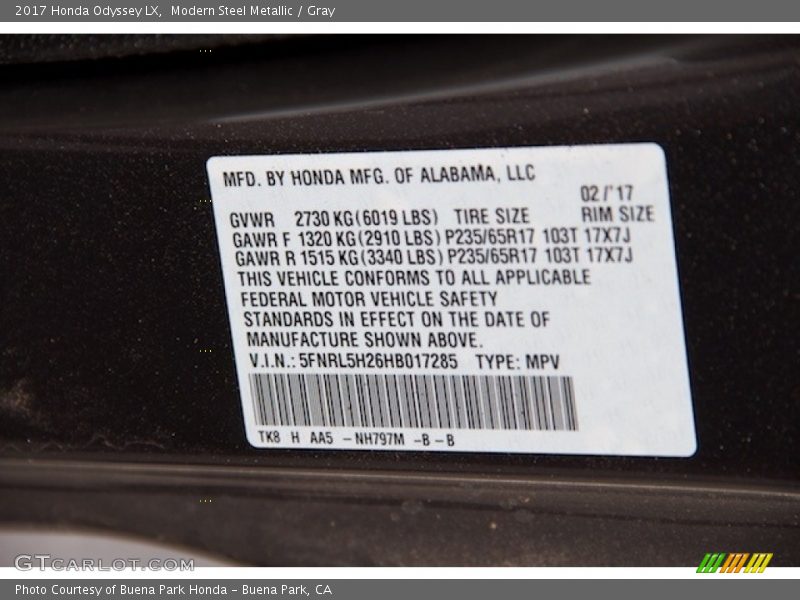 2017 Honda Odyssey LX, Modern Steel Metallic / Gray
MFD. BY HONDA MFG. OF ALABAMA, LLC
02/'17
GVWR 2730 KG(6019 LBS) TIRE SIZE RIM SIZE
GAWR F 1320 KG(2910 LBS) P235/65R17 103T 17X7J
GAWR R 1515 KG(3340 LBS) P235/65R17 103T 17X7J
THIS VEHICLE CONFORMS TO ALL APPLICABLE
FEDERAL MOTOR VEHICLE SAFETY
STANDARDS IN EFFECT ON THE DATE OF
MANUFACTURE SHOWN ABOVE.
V.I.N.: 5FNRL5H26HB017285 TYPE: MPV
TK8 H AA5 - NH797M - B - B
GTCARLOT.COM
Photo Courtesy of Buena Park Honda - Buena Park, CA